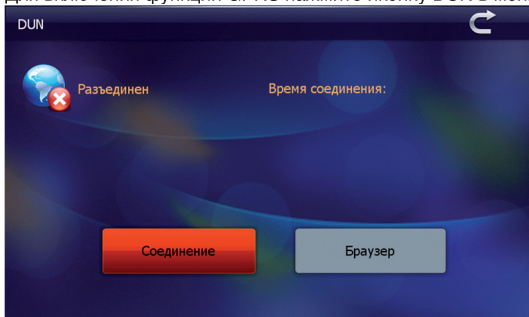 DUN
Разъединен
Время соединения:
Соединение
Браузер